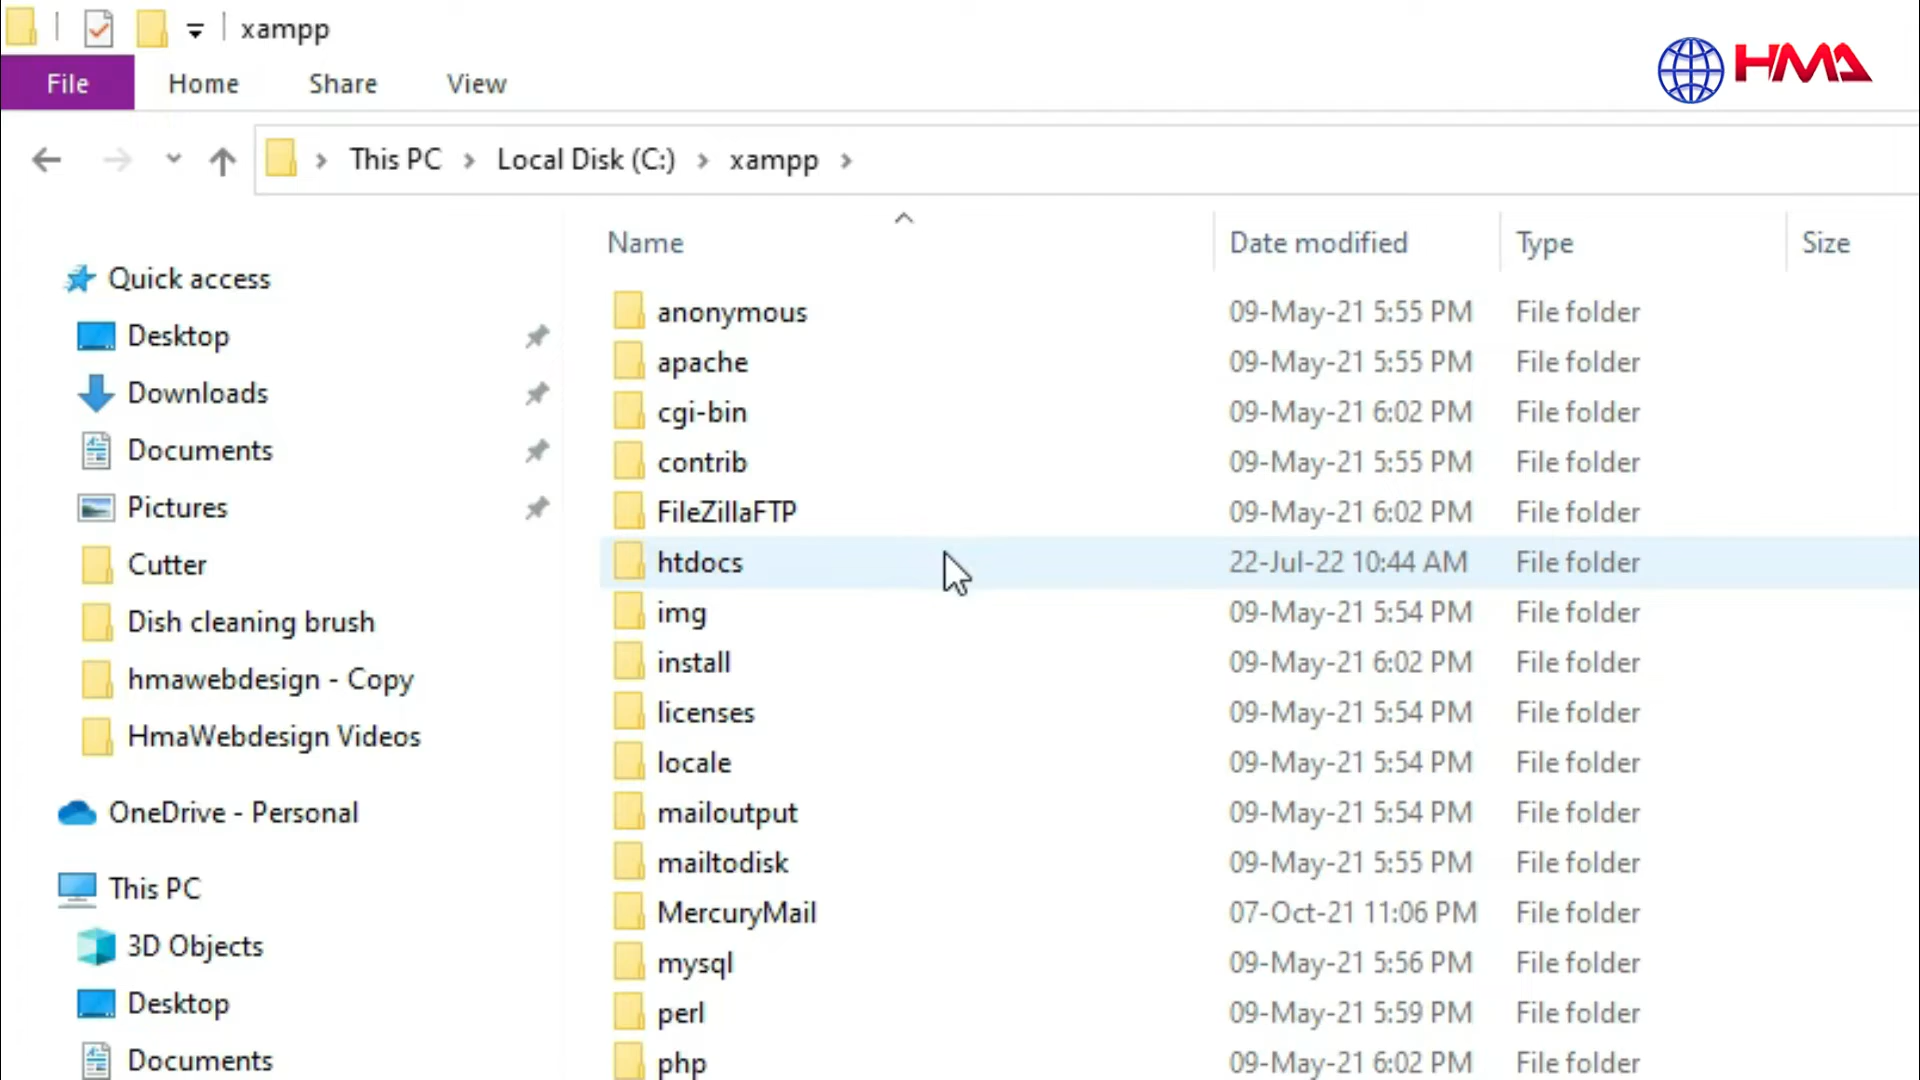 xampp
HMA
File Home Share View
This PC > Local Disk (C:) > xampp >
Name Date modified Type Size
Quick access
Desktop
Downloads
Documents
Pictures
Cutter
Dish cleaning brush
hmawebdesign - Copy
HmaWebdesign Videos
OneDrive - Personal
This PC
3D Objects
Desktop
Documents
anonymous 09-May-21 5:55 PM File folder
apache 09-May-21 5:55 PM File folder
cgi-bin 09-May-21 6:02 PM File folder
contrib 09-May-21 5:55 PM File folder
FileZillaFTP 09-May-21 6:02 PM File folder
htdocs 22-Jul-22 10:44 AM File folder
img 09-May-21 5:54 PM File folder
install 09-May-21 6:02 PM File folder
licenses 09-May-21 5:54 PM File folder
locale 09-May-21 5:54 PM File folder
mailoutput 09-May-21 5:54 PM File folder
mailtodisk 09-May-21 5:55 PM File folder
MercuryMail 07-Oct-21 11:06 PM File folder
mysql 09-May-21 5:56 PM File folder
perl 09-May-21 5:59 PM File folder
php 09-May-21 6:02 PM File folder